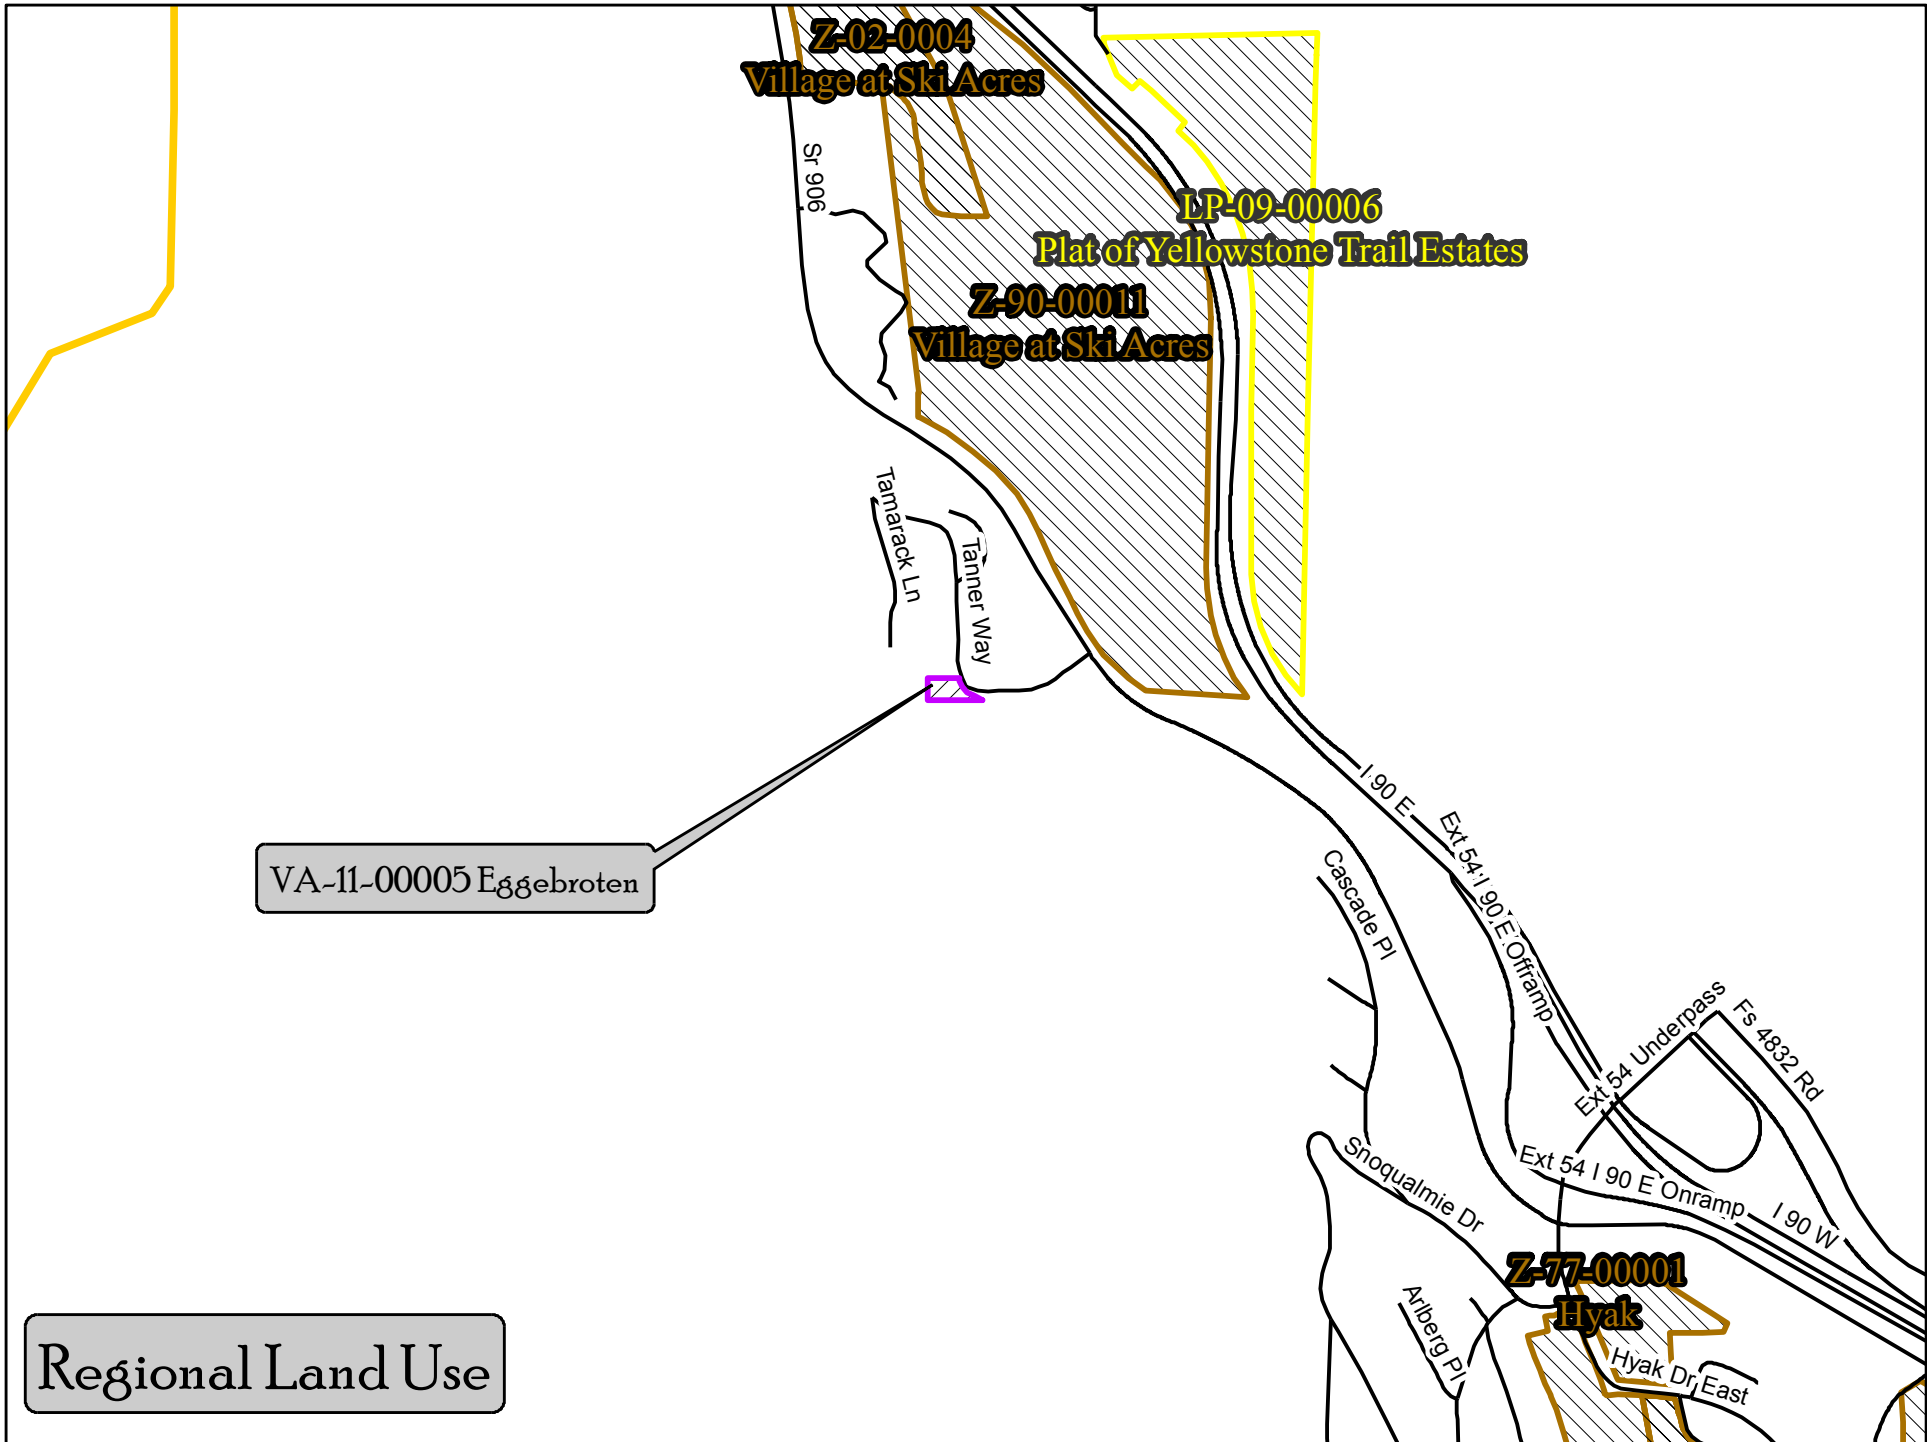 Z-02-0004
Village at Ski Acres
Sr 906
LP-09-00006
Plat of Yellowstone Trail Estates
Z-90-00011
Village at Ski Acres
Tamarack Ln
Tanner Way
I 90 E
Ext 54 I 90 E Offramp
VA-11-00005 Eggebroten
Cascade Pl
Ext 54 Underpass
Fs 4832 Rd
Snoqualmie Dr
Ext 54 I 90 E Onramp
I 90 W
Z-77-00001
Hyak
Arlberg Pl
Hyak Dr East
Regional Land Use